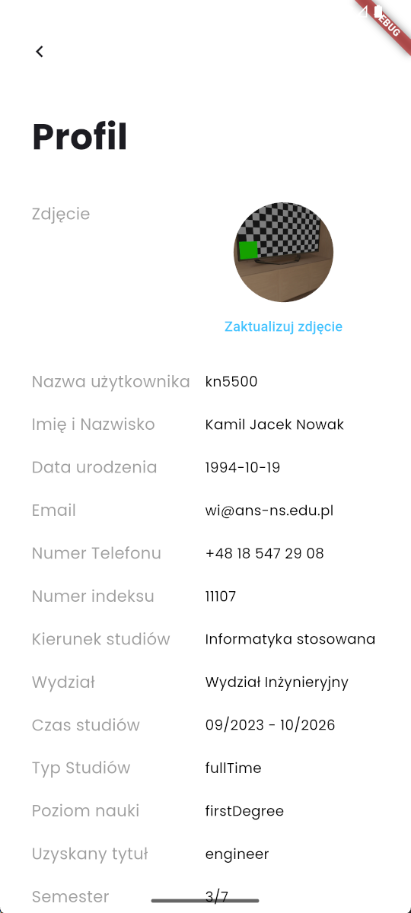 EBUG
Profil
Zdjęcie
Zaktualizuj zdjęcie
Nazwa użytkownika kn5500
Imię i Nazwisko Kamil Jacek Nowak
Data urodzenia 1994-10-19
Email wi@ans-ns.edu.pl
Numer Telefonu +48 18 547 29 08
Numer indeksu 11107
Kierunek studiów Informatyka stosowana
Wydział Wydział Inżynieryjny
Czas studiów 09/2023 - 10/2026
Typ Studiów fullTime
Poziom nauki firstDegree
Uzyskany tytuł engineer
Semester 3/7